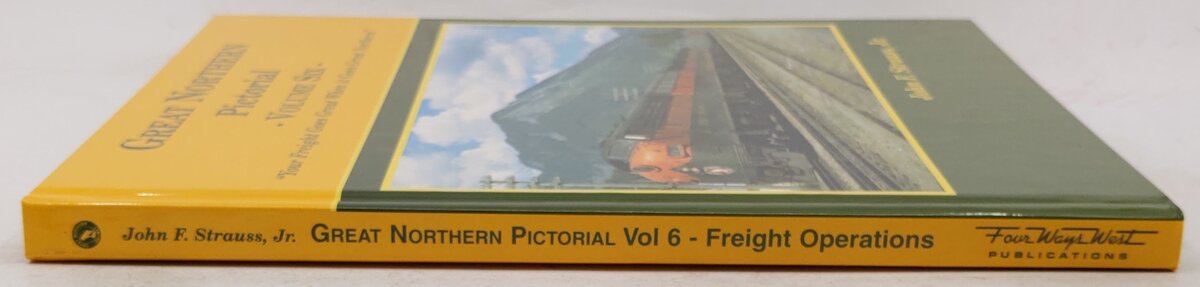 GREAT NORTHERN
Pictorial
- VOLUME SIX -
"Your Freight Goes Great When It Goes Great Northern"
John F. Strauss, Jr.
John F. Strauss, Jr. GREAT NORTHERN PICTORIAL Vol 6 - Freight Operations
Four Ways West
PUBLICATIONS